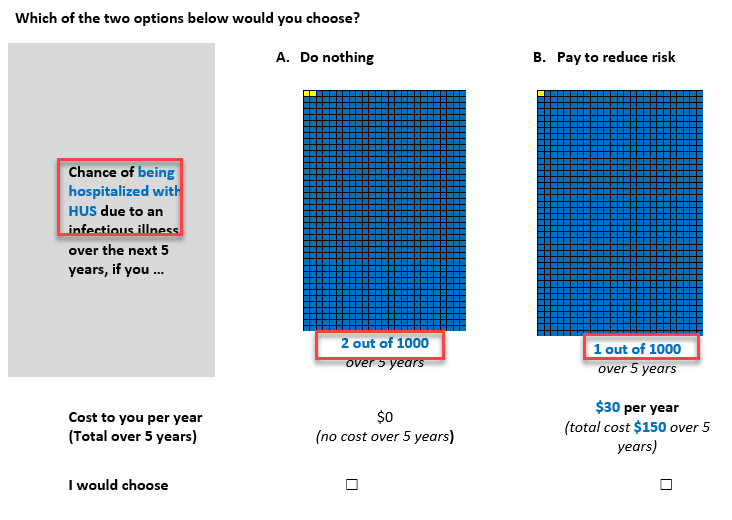 Which of the two options below would you choose?
A. Do nothing
B. Pay to reduce risk
Chance of being
hospitalized with
HUS due to an
infectious illness
over the next 5
years, if you ...
2 out of 1000
over 5 years
1 out of 1000
over 5 years
Cost to you per year
(Total over 5 years)
$0
(no cost over 5 years)
$30 per year
(total cost $150 over 5
years)
I would choose
☐
☐